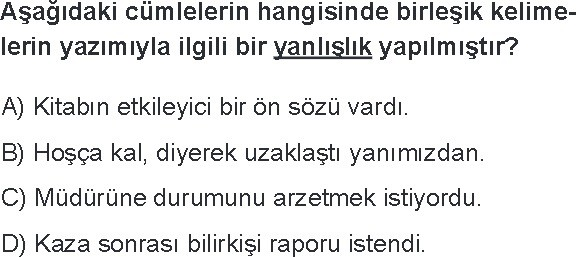 Aşağıdaki cümlelerin hangisinde birleşik kelime-
lerin yazımıyla ilgili bir yanlışlık yapılmıştır?
A) Kitabın etkileyici bir ön sözü vardı.
B) Hoşça kal, diyerek uzaklaştı yanımızdan.
C) Müdürüne durumunu arzetmek istiyordu.
D) Kaza sonrası bilirkişi raporu istendi.